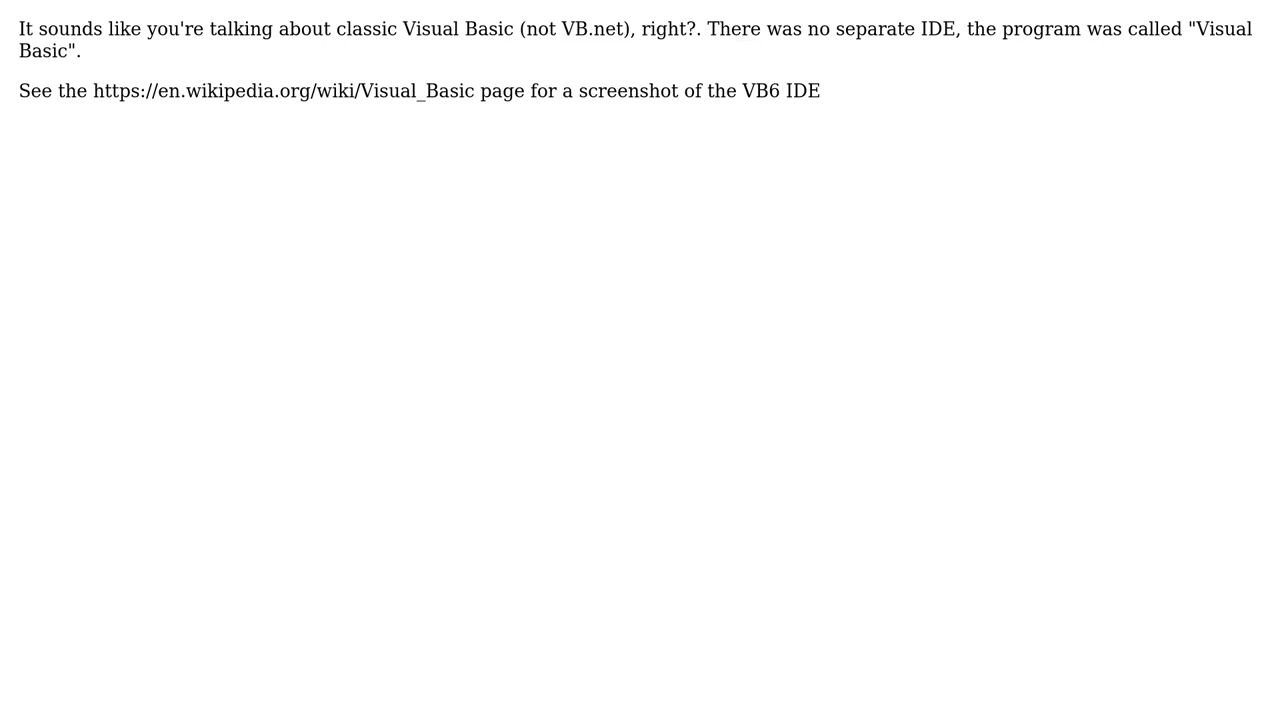 It sounds like you're talking about classic Visual Basic (not VB.net), right?. There was no separate IDE, the program was called "Visual
Basic".
See the https://en.wikipedia.org/wiki/Visual_Basic page for a screenshot of the VB6 IDE